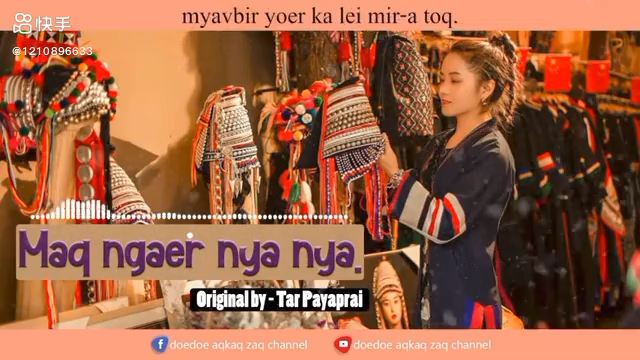 myavbir yoer ka lei mir-a toq.
快手
@1210896633
Maq ngaer nya nya.
Original by - Tar Payaprai
doedoe aqkaq zaq channel
doedoe aqkaq zaq channel